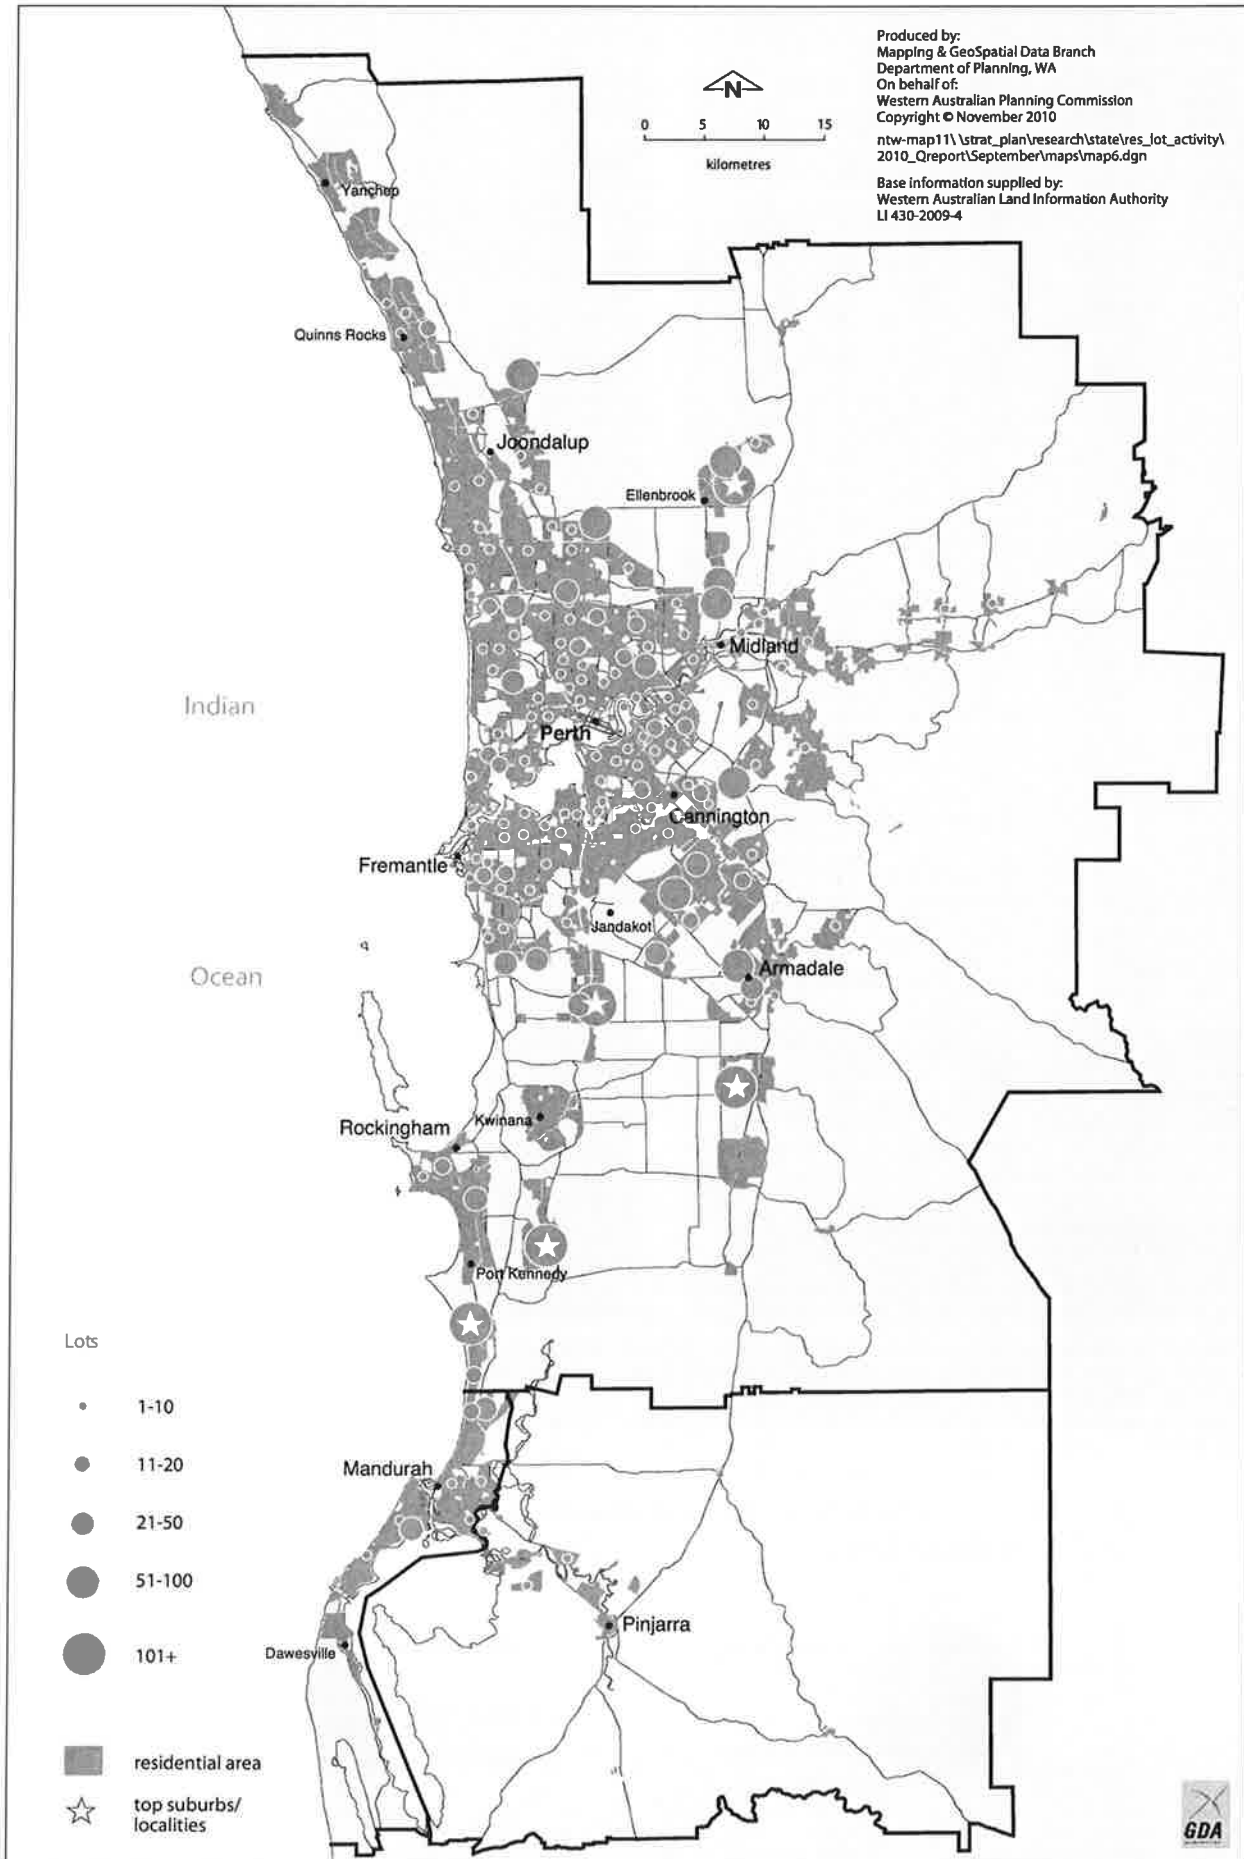 Produced by:
Mapping & GeoSpatial Data Branch
Department of Planning, WA
On behalf of:
Western Australian Planning Commission
Copyright © November 2010
ntw-map11\ \strat_plan\research\state\res_lot_activity\
2010_Qreport\September\maps\map6.dgn
Base information supplied by:
Western Australian Land Information Authority
LI 430-2009-4
N
0 5 10 15
kilometres
Yanchep
Quinns Rocks
Joondalup
Ellenbrook
Midland
Indian
Perth
Cannington
Fremantle
Jandakot
Armadale
Ocean
Rockingham
Kwinana
Port Kennedy
Mandurah
Pinjarra
Dawesville
Lots
1-10
11-20
21-50
51-100
101+
residential area
top suburbs/
localities
GDA